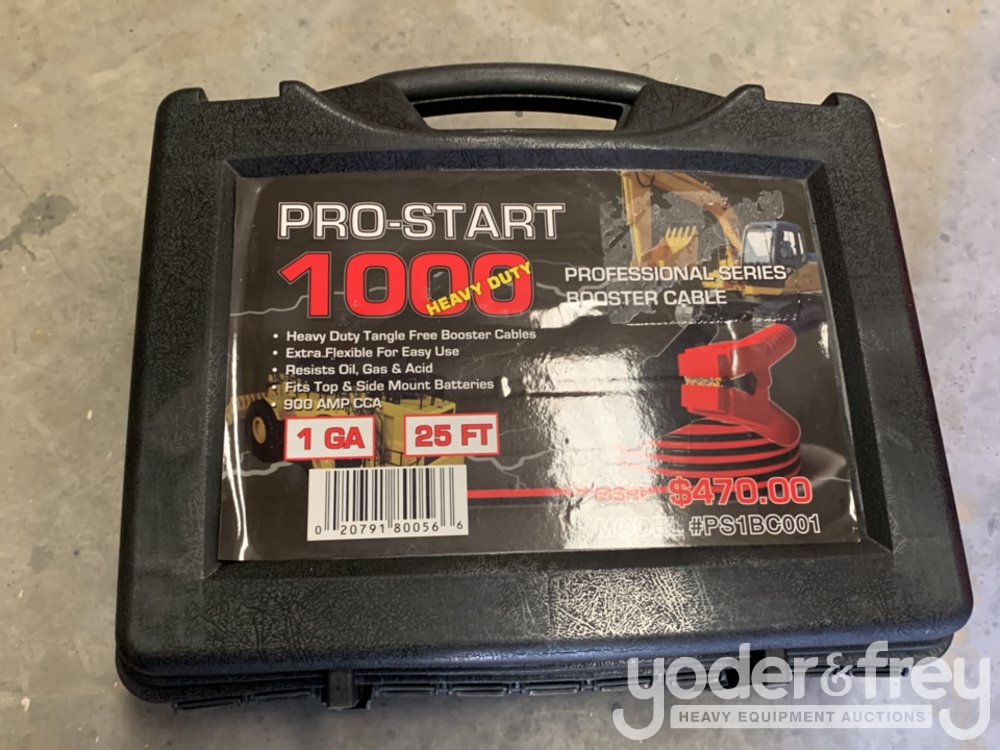 PRO-START
1000
HEAVY DUTY
PROFESSIONAL SERIES
BOOSTER CABLE
• Heavy Duty Tangle Free Booster Cables
• Extra Flexible For Easy Use
• Resists Oil, Gas & Acid
• Fits Top & Side Mount Batteries
• 900 AMP CCA
1 GA
25 FT
$470.00
MODEL #PS1BC001
0 20791 80056 6
yoder&frey
HEAVY EQUIPMENT AUCTIONS